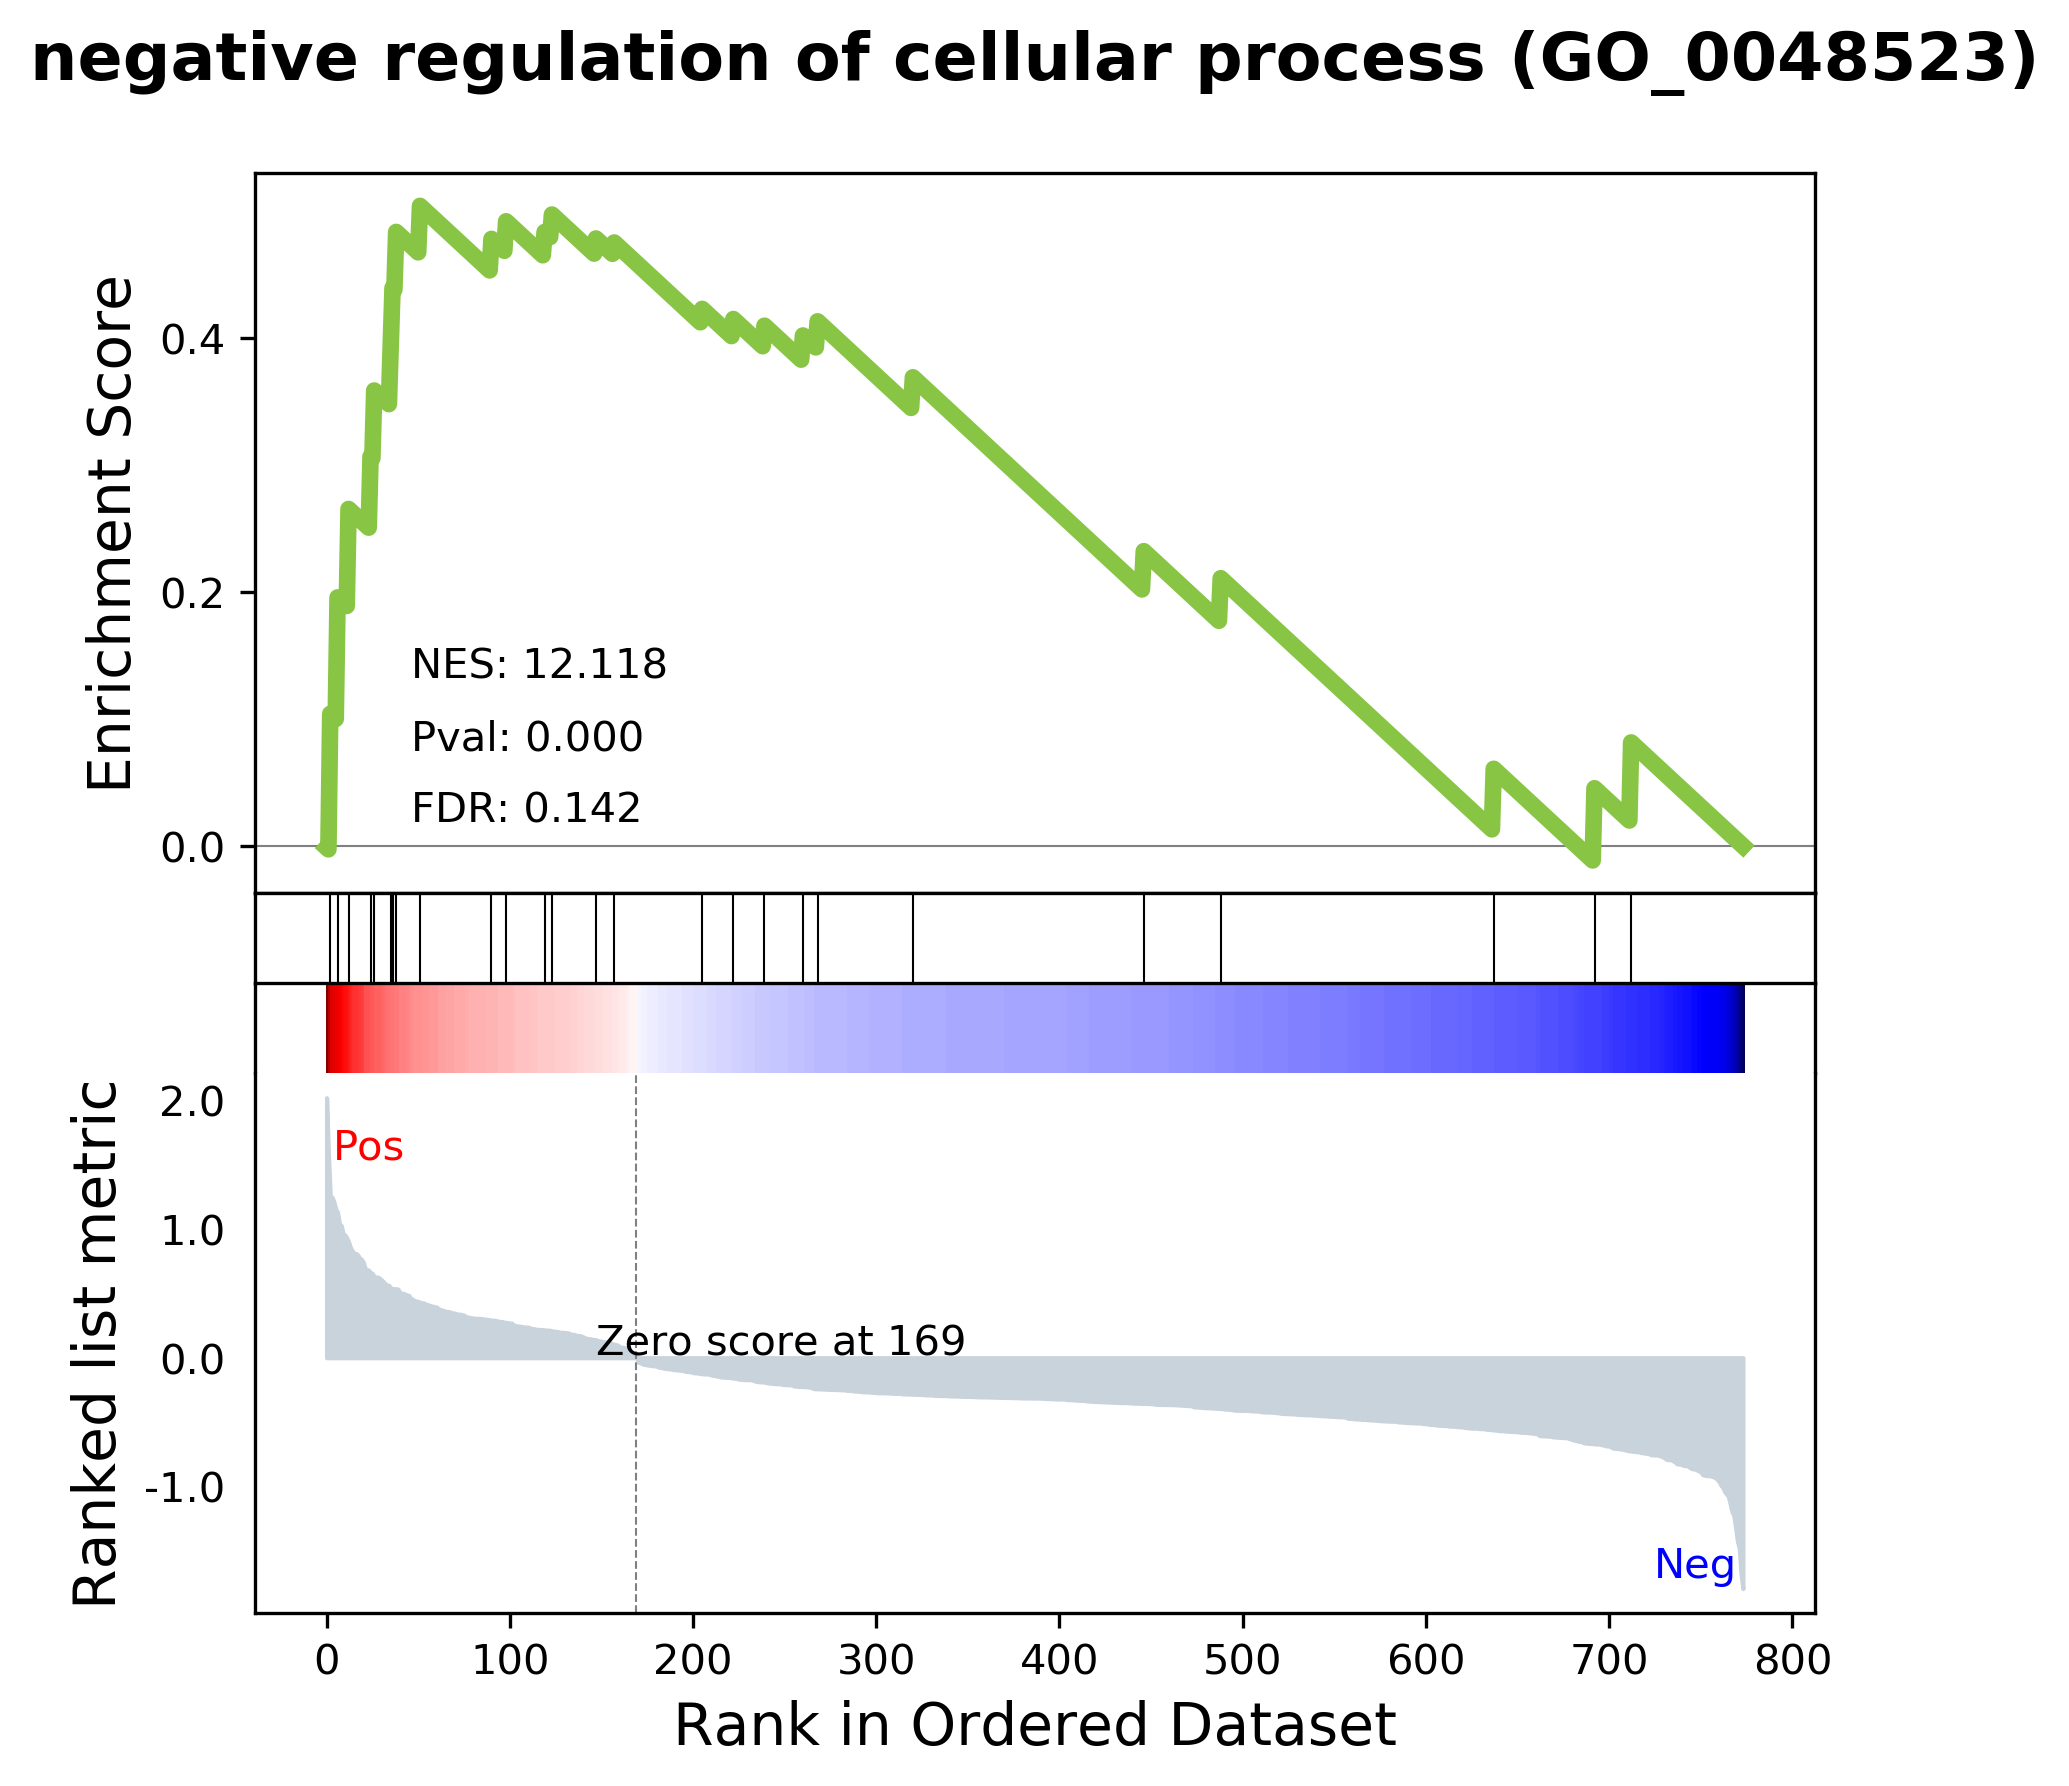 negative regulation of cellular process (GO_0048523)
Enrichment Score
0.4
0.2
0.0
NES: 12.118
Pval: 0.000
FDR: 0.142
Ranked list metric
2.0
1.0
0.0
-1.0
Pos
Zero score at 169
Neg
0 100 200 300 400 500 600 700 800
Rank in Ordered Dataset